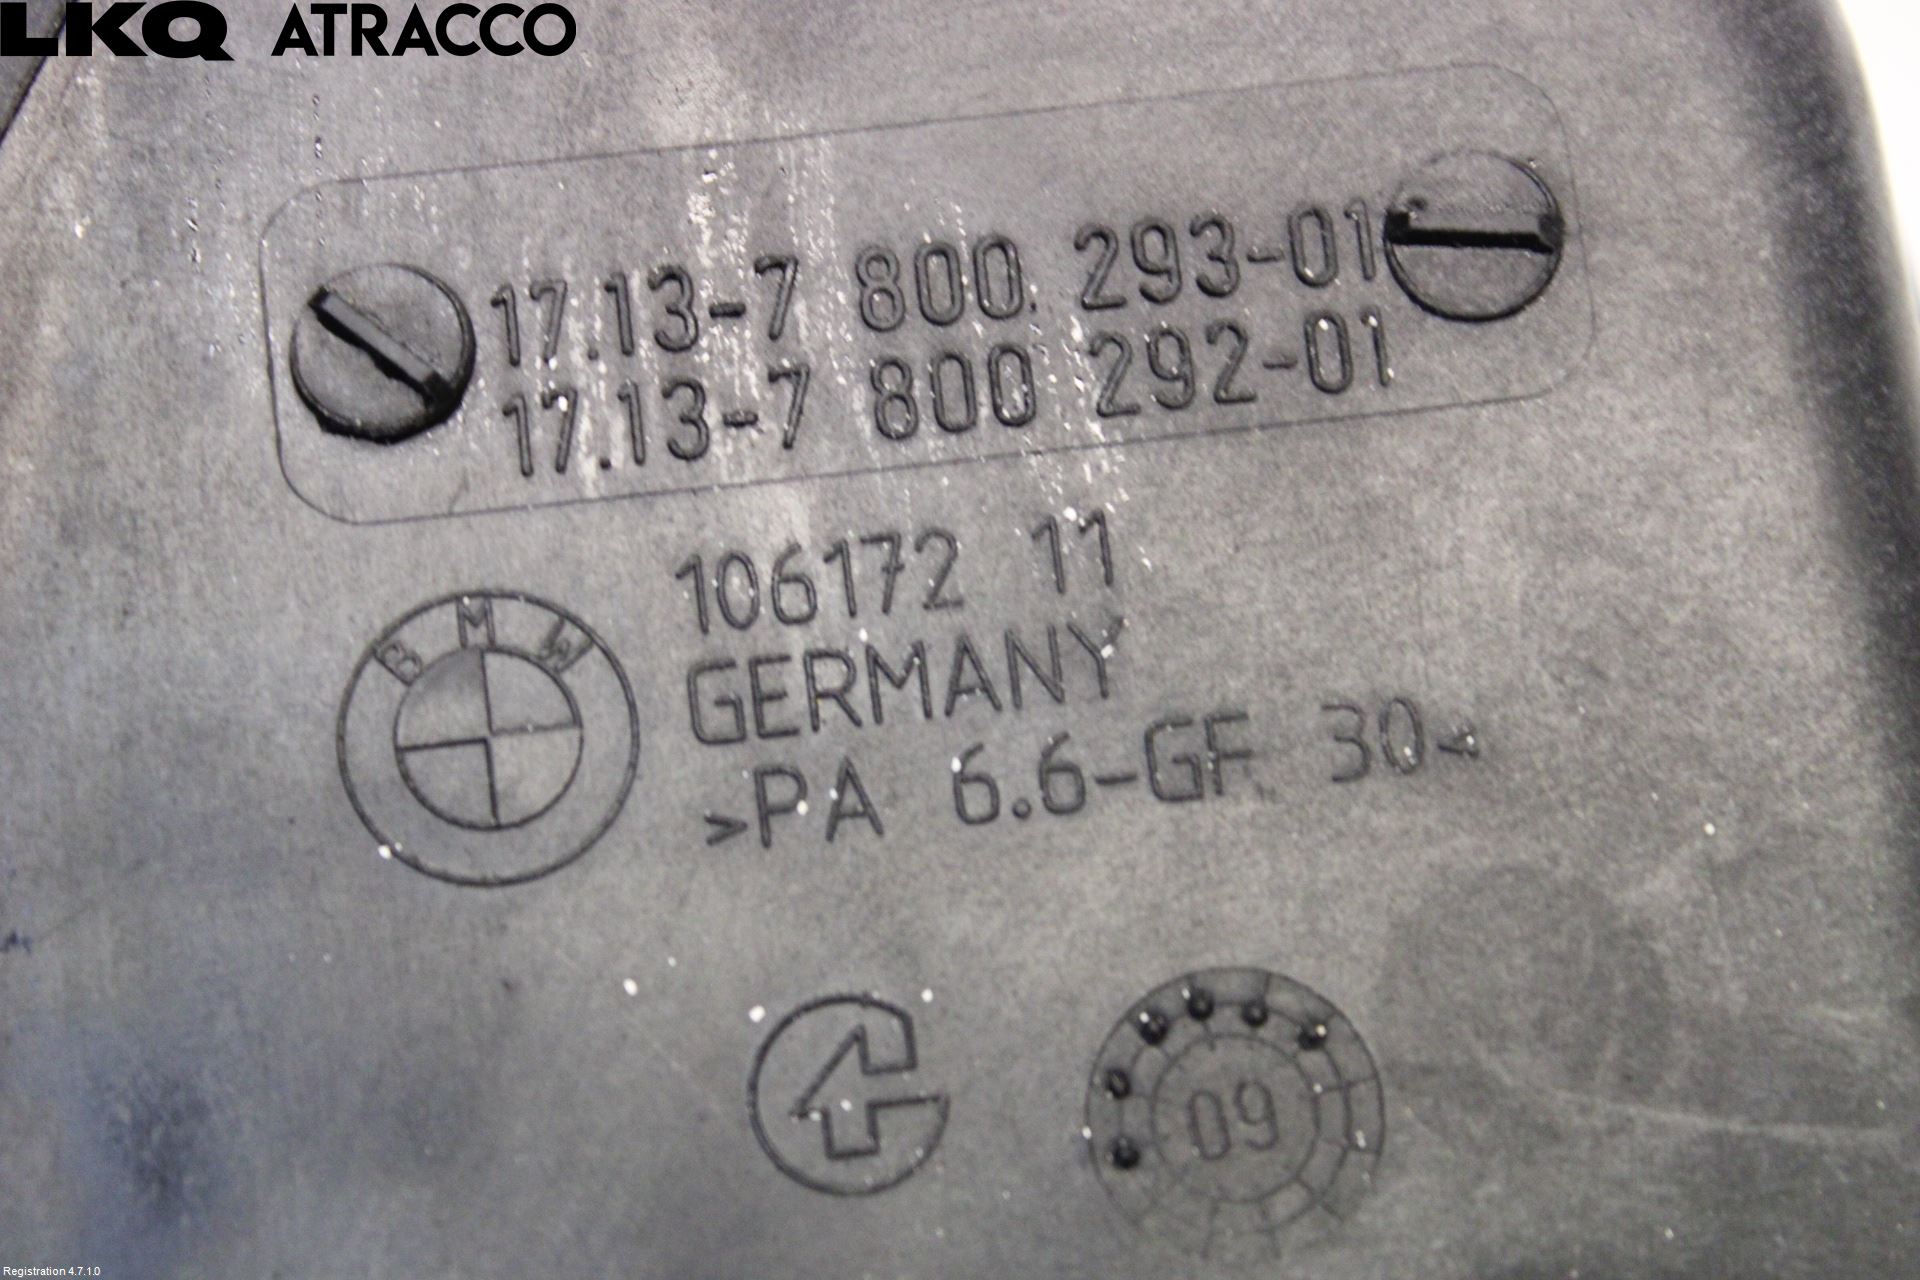 LKQ ATRACCO
17.13-7 800 293-01
17.13-7 800 292-01
106172 11
BMW
GERMANY
>PA 6.6-GF 30<
09
Registration 4.7.1.0